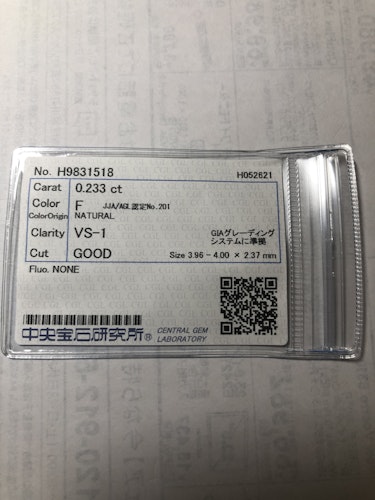 No. H9831518 H052621
Carat 0.233 ct
Color F JJA/AGL認定No.201
ColorOrigin NATURAL
Clarity VS-1 GIAグレーディング
システムに準拠
Cut GOOD Size 3.96 - 4.00 × 2.37 mm
Fluo. NONE
中央宝石研究所® CENTRAL GEM
LABORATORY